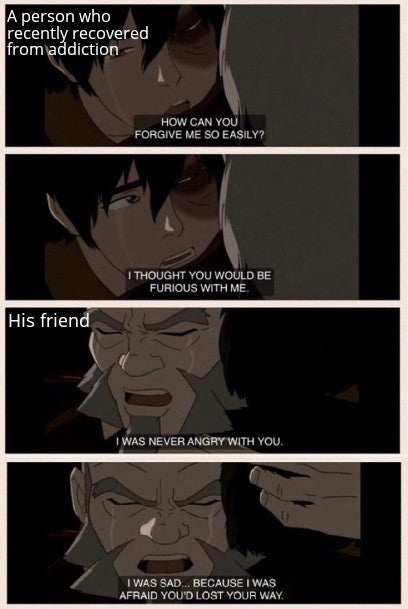 A person who
recently recovered
from addiction
HOW CAN YOU
FORGIVE ME SO EASILY?
I THOUGHT YOU WOULD BE
FURIOUS WITH ME.
His friend
I WAS NEVER ANGRY WITH YOU.
I WAS SAD... BECAUSE I WAS
AFRAID YOU'D LOST YOUR WAY.